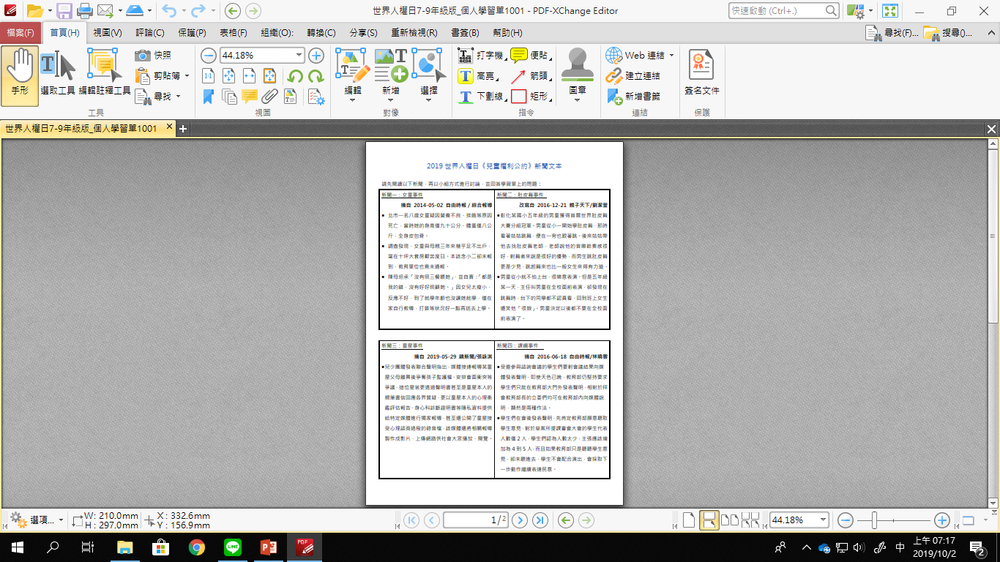 世界人權日7-9年級版_個人學習單1001 - PDF-XChange Editor
快速啟動 (Ctrl+.)
檔案(F) 首頁(H) 視圖(V) 評論(C) 保護(P) 表格(F) 組織(O): 轉換(C) 分享(S) 重新檢視(R) 書籤(B) 幫助(H) 尋找(F)... 搜尋()...
手形 選取工具 編輯註釋工具 快照 剪貼簿 尋找
工具
44.18%
視圖
編輯 新增 選擇
對像
打字機 便貼 高亮 箭頭 下劃線 矩形
圖章
指令
Web 連結 建立連結 新增書籤
連結
簽名文件
保護
世界人權日7-9年級版_個人學習單1001
2019 世界人權日《兒童權利公約》新聞文本
請先閱讀以下新聞，再以小組方式進行討論，並回答學習單上的問題：
新聞一：女童事件
摘自 2014-05-02 自由時報 / 綜合報導
▪ 北市一名八歲女童疑因營養不良、挨餓等原因
死亡，當時她的身高僅九十公分、體重僅八公
斤，全身皮包骨。
▪ 調查發現，女童與母親三年來幾乎足不出戶，
窩在十坪大套房艱苦度日。本該念小二卻未報
到，教育單位也竟未通報。
▪ 陳母坦承「沒有照三餐餵她」，並自責：「都是
我的錯，沒有好好照顧她。」因女兒太瘦小，
反應不好，到了就學年齡也沒讓她就學，僅在
家自行教導，打算等狀況好一點再送去上學。
新聞二：肚皮舞事件
改寫自 2016-12-21 親子天下/劉潔萱
▪彰化某國小五年級的男童獲得首爾世界肚皮舞
大賽分組冠軍。男童從小一開始學肚皮舞，那時
看著姑姑跳舞，便在一旁也跟著跳。後來姑姑帶
他去找肚皮舞老師，老師說他的音樂節奏感很
好，對舞者來說是很好的優勢，而男生跳肚皮舞
更是少見，跳起舞來也比一般女生來得有力道。
▪男童從小就不怕上台，很樂意表演。但是五年級
某一天，主任叫男童在全校面前表演，卻發現在
跳舞時，台下的同學都不認真看，回到班上女生
還笑他「很娘」。男童決定以後都不要在全校面
前表演了。
新聞三：童星事件
摘自 2019-05-29 鏡新聞/張詠淇
▪兒少團體發表聯合聲明指出，媒體接連報導某童
星父母離異後爭奪孩子監護權，安排會面衝突等
爭議，這位星爸更透過聲明書甚至是童星本人的
親筆書信回應各界質疑，更以童星本人的心理衡
鑑評估報告、身心科診斷證明書等隱私資料提供
給特定媒體進行獨家報導，甚至還公開了童星接
受心理諮商過程的錄音檔，該媒體還將相關報導
製作成影片，上傳網路供社會大眾播放、閱覽。
新聞四：課綱事件
摘自 2016-06-18 自由時報/林曉雲
▪受邀參與諮詢會議的學生們要對會議結果向媒
體發表聲明，即使天色已晚，教育部仍堅持要求
學生們只能在教育部大門外發表聲明，相對於拜
會教育部長的立委們均可在教育部內向媒體說
明，顯然是兩種作法。
▪學生們在會後發表聲明，先肯定教育部願意聽取
學生意見，對於草案所提課審會大會的學生代表
人數僅 2 人，學生們認為人數太少，主張應該增
加為 4 到 5 人，而且如果教育部只是聽聽學生意
見，卻未聽進去，學生不會配合演出，會採取下
一步動作繼續表達民意。
選項... W: 210.0mm X : 332.6mm 1/2 44.18%
H : 297.0mm Y : 156.9mm
中 上午 07:17
2019/10/2
2